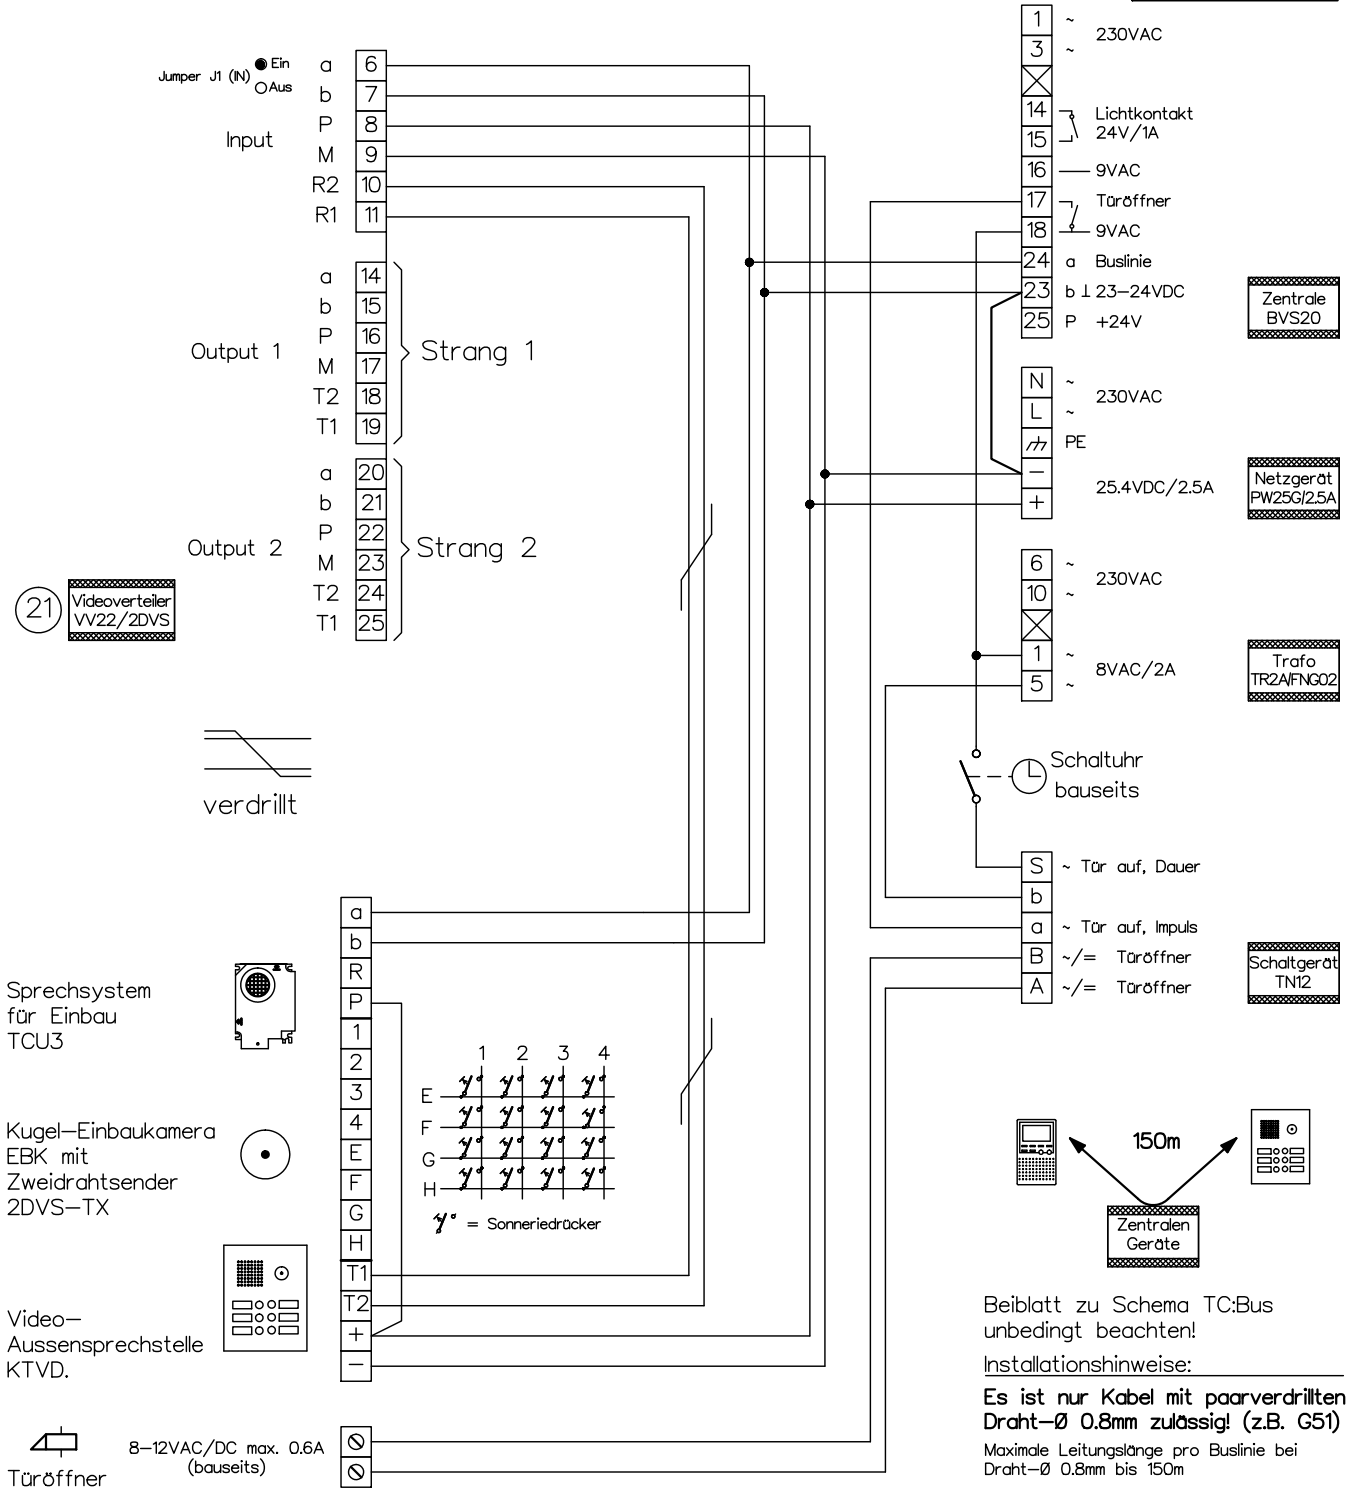 Jumper J1 (IN)
Ein
Aus
Input
a 6
b 7
P 8
M 9
R2 10
R1 11
Output 1
a 14
b 15
P 16
M 17
T2 18
T1 19
Strang 1
Output 2
a 20
b 21
P 22
M 23
T2 24
T1 25
Strang 2
21
Videoverteiler
VV22/2DVS
verdrillt
1 ~
3 ~
230VAC
14
15
Lichtkontakt
24V/1A
16 9VAC
17 Türöffner
18 9VAC
24 a Buslinie
23 b ⊥ 23-24VDC
25 P +24V
Zentrale
BVS20
N ~
L ~
230VAC
PE
-
+
25.4VDC/2.5A
Netzgerät
PW25G/2.5A
6 ~
10 ~
230VAC
1 ~
5 ~
8VAC/2A
Trafo
TR2A/FNG02
Schaltuhr
bauseits
S ~ Tür auf, Dauer
b
a ~ Tür auf, Impuls
B ~/= Türöffner
A ~/= Türöffner
Schaltgerät
TN12
Sprechsystem
für Einbau
TCU3
Kugel-Einbaukamera
EBK mit
Zweidrahtsender
2DVS-TX
Video-
Aussensprechstelle
KTVD.
a
b
R
P
1
2
3
4
E
F
G
H
T1
T2
+
-
1 2 3 4
E
F
G
H
= Sonneriedrücker
Türöffner
8-12VAC/DC max. 0.6A
(bauseits)
150m
Zentralen
Geräte
Beiblatt zu Schema TC:Bus
unbedingt beachten!
Installationshinweise:
Es ist nur Kabel mit paarverdrillten
Draht-Ø 0.8mm zulässig! (z.B. G51)
Maximale Leitungslänge pro Buslinie bei
Draht-Ø 0.8mm bis 150m